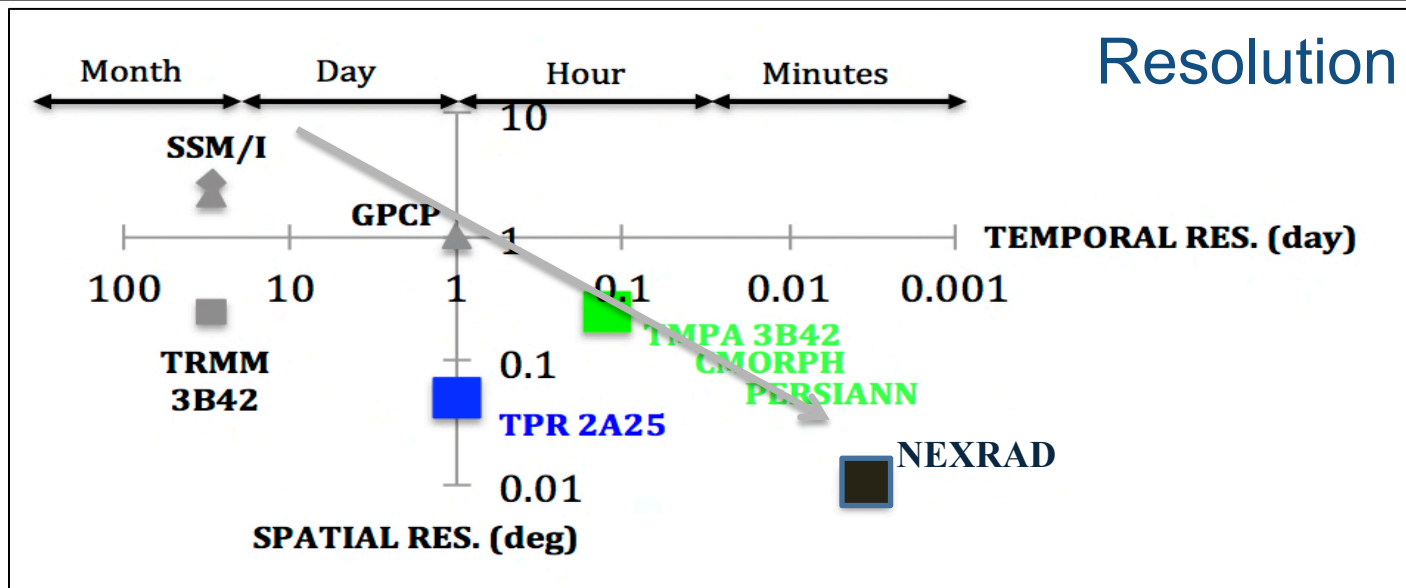 Resolution
Month Day Hour Minutes
10
SSM/I
GPCP
1
TEMPORAL RES. (day)
100 10 1 0.1 0.01 0.001
TMPA 3B42
TRMM
3B42
0.1
CMORPH
PERSIANN
TPR 2A25
NEXRAD
0.01
SPATIAL RES. (deg)